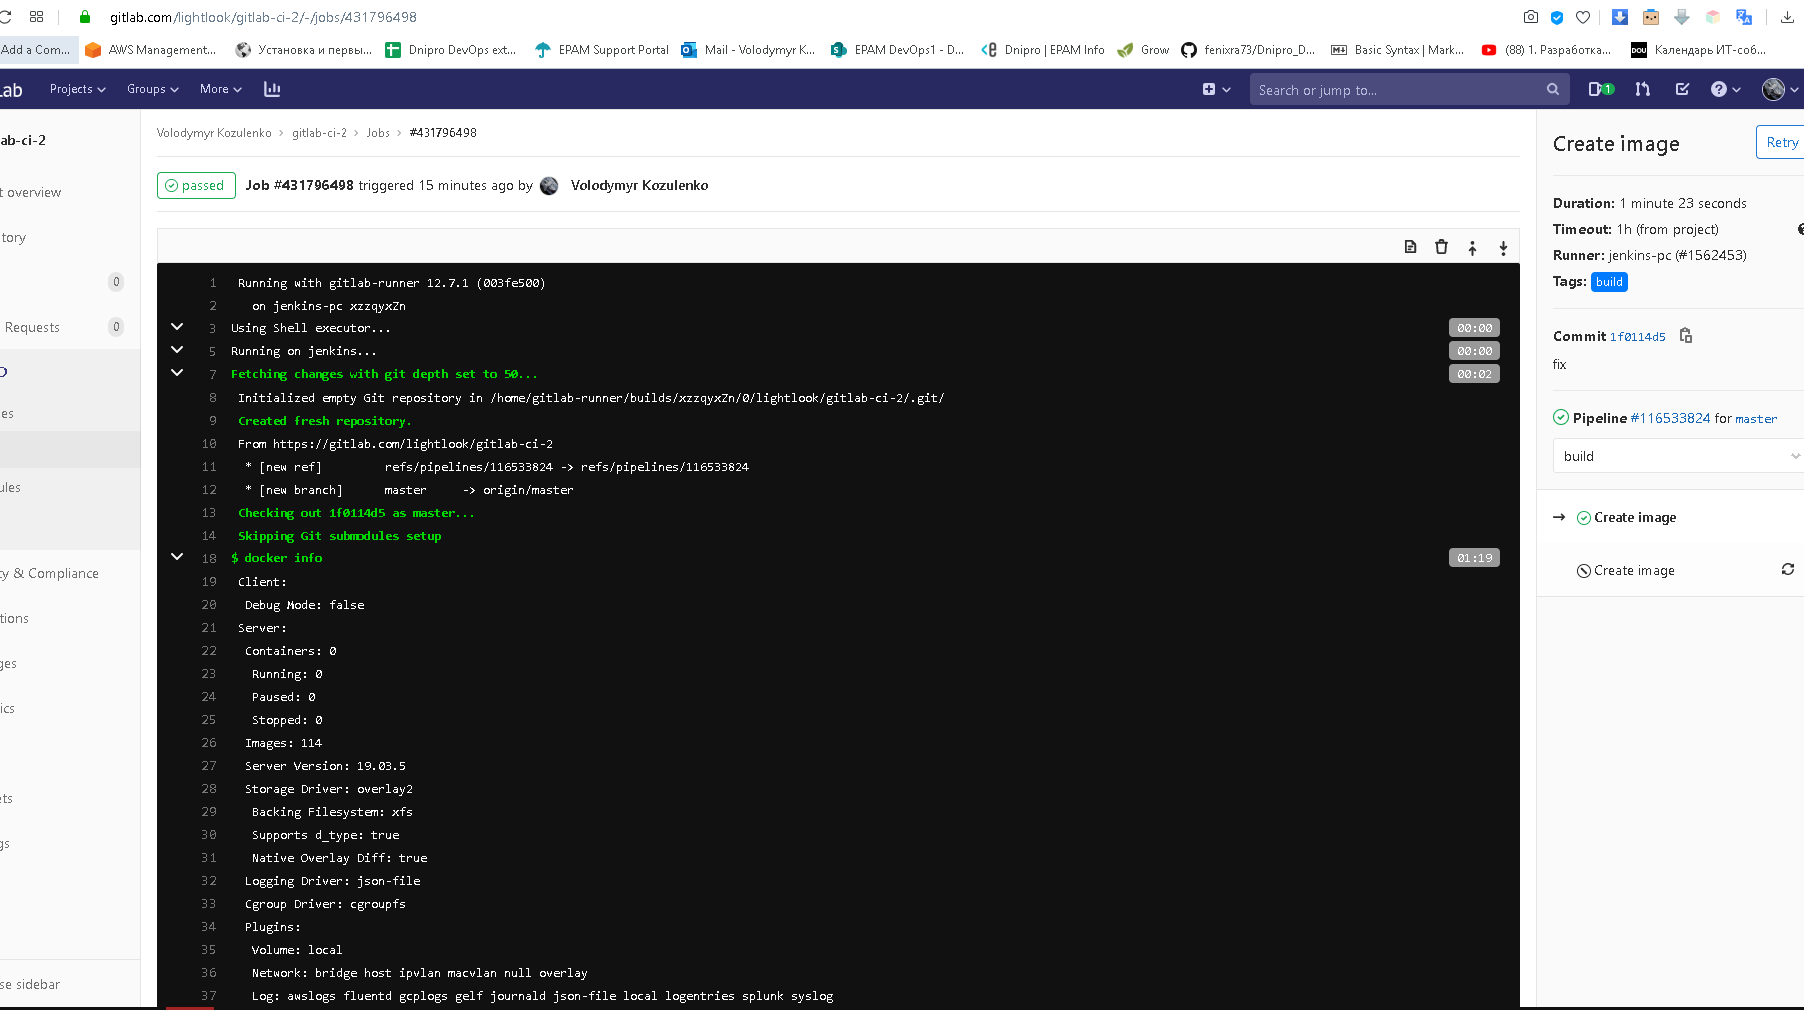 gitlab.com/lightlook/gitlab-ci-2/-/jobs/431796498
Add a Com... AWS Management... Установка и первы... Dnipro DevOps ext... EPAM Support Portal Mail - Volodymyr K... EPAM DevOps1 - D... Dnipro | EPAM Info Grow fenixra73/Dnipro_D... Basic Syntax | Mark... (88) 1. Разработка... DOU Календарь ИТ-соб...
Lab Projects Groups More Search or jump to... 1
ab-ci-2
t overview
tory
0
Requests 0
es
ules
ty & Compliance
tions
ges
ics
ets
gs
se sidebar
Volodymyr Kozulenko > gitlab-ci-2 > Jobs > #431796498
passed Job #431796498 triggered 15 minutes ago by Volodymyr Kozulenko
1 Running with gitlab-runner 12.7.1 (003fe500)
2 on jenkins-pc xzzqyxZn
3 Using Shell executor... 00:00
5 Running on jenkins... 00:00
7 Fetching changes with git depth set to 50... 00:02
8 Initialized empty Git repository in /home/gitlab-runner/builds/xzzqyxZn/0/lightlook/gitlab-ci-2/.git/
9 Created fresh repository.
10 From https://gitlab.com/lightlook/gitlab-ci-2
11 * [new ref] refs/pipelines/116533824 -> refs/pipelines/116533824
12 * [new branch] master -> origin/master
13 Checking out 1f0114d5 as master...
14 Skipping Git submodules setup
18 $ docker info 01:19
19 Client:
20 Debug Mode: false
21 Server:
22 Containers: 0
23 Running: 0
24 Paused: 0
25 Stopped: 0
26 Images: 114
27 Server Version: 19.03.5
28 Storage Driver: overlay2
29 Backing Filesystem: xfs
30 Supports d_type: true
31 Native Overlay Diff: true
32 Logging Driver: json-file
33 Cgroup Driver: cgroupfs
34 Plugins:
35 Volume: local
36 Network: bridge host ipvlan macvlan null overlay
37 Log: awslogs fluentd gcplogs gelf journald json-file local logentries splunk syslog
Create image Retry
Duration: 1 minute 23 seconds
Timeout: 1h (from project)
Runner: jenkins-pc (#1562453)
Tags: build
Commit 1f0114d5
fix
Pipeline #116533824 for master
build
Create image
Create image